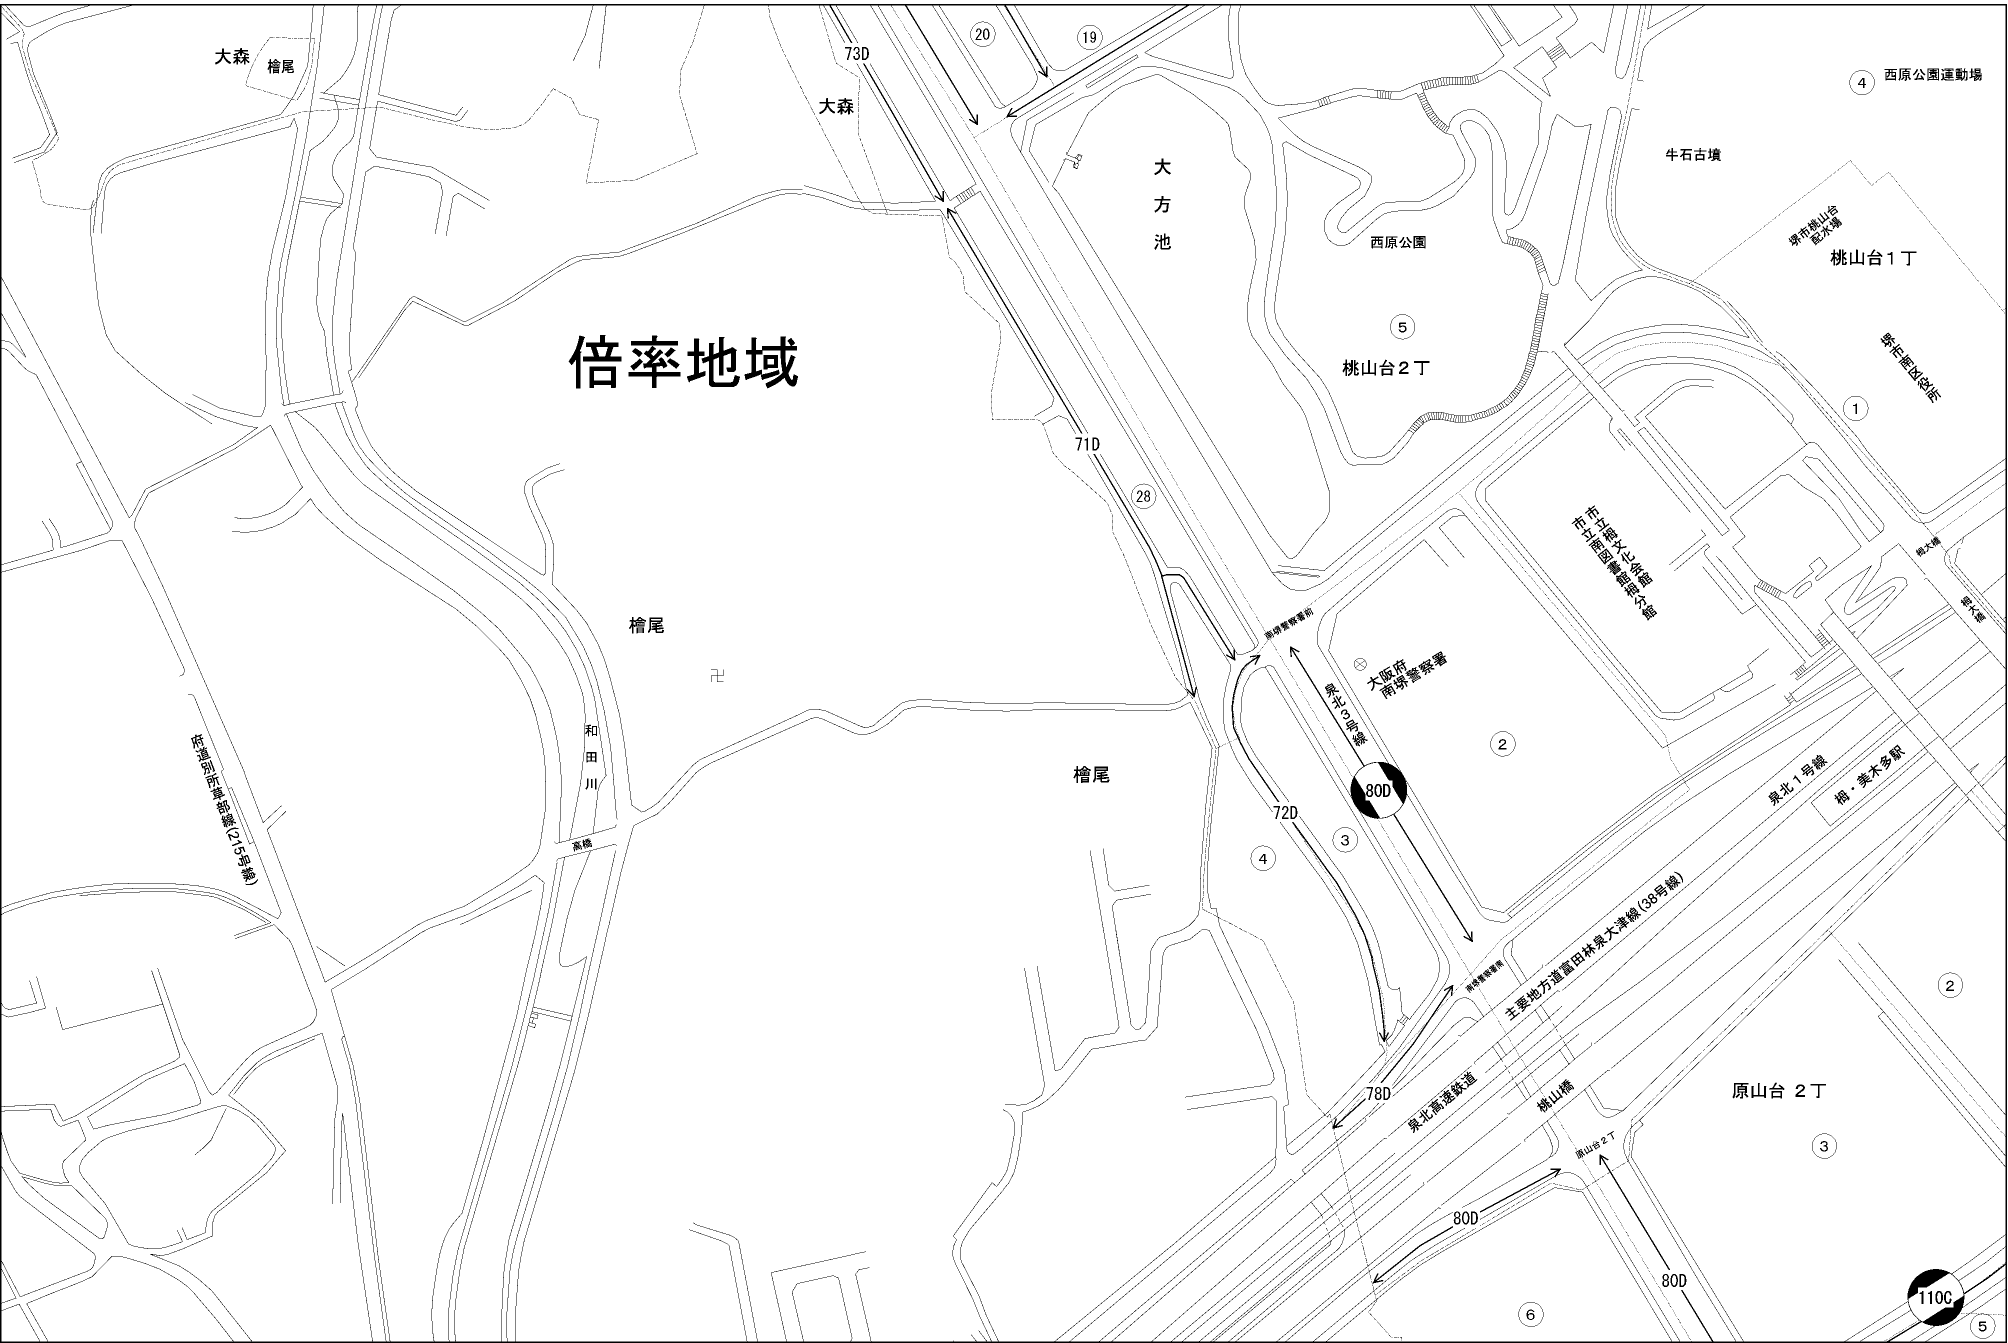 大森
檜尾
73D
大森
20
19
4
西原公園運動場
牛石古墳
大方池
西原公園
堺市桃山台
配水場
桃山台1丁
5
桃山台2丁
堺市南区役所
1
倍率地域
71D
28
市立栂文化会館
市立南図書館栂分館
栂大橋
栂大橋
南堺警察署前
大阪府
南堺警察署
檜尾
泉北3号線
2
和田川
府道別所草部線(215号線)
檜尾
80D
72D
3
4
高橋
泉北1号線
栂・美木多駅
主要地方道富田林泉大津線(38号線)
南堺警察署南
2
78D
泉北高速鉄道
桃山橋
原山台 2丁
原山台2丁
3
80D
80D
110C
6
5